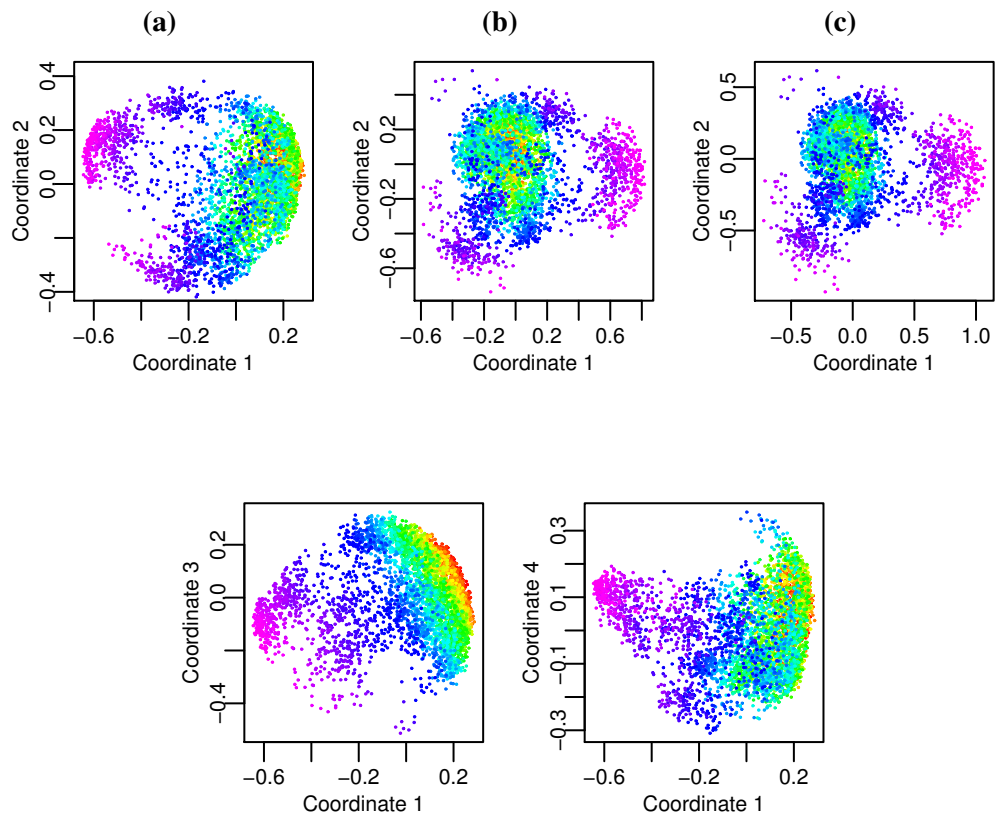 (a) (b) (c)
0.4
0.2
0.0
−0.4
Coordinate 2
−0.6 −0.2 0.2
Coordinate 1
0.2
−0.2
−0.6
Coordinate 2
−0.6 −0.2 0.2 0.6
Coordinate 1
0.5
0.0
−0.5
Coordinate 2
−0.5 0.0 0.5 1.0
Coordinate 1
0.2
0.0
−0.4
Coordinate 3
−0.6 −0.2 0.2
Coordinate 1
0.3
0.1
−0.1
−0.3
Coordinate 4
−0.6 −0.2 0.2
Coordinate 1